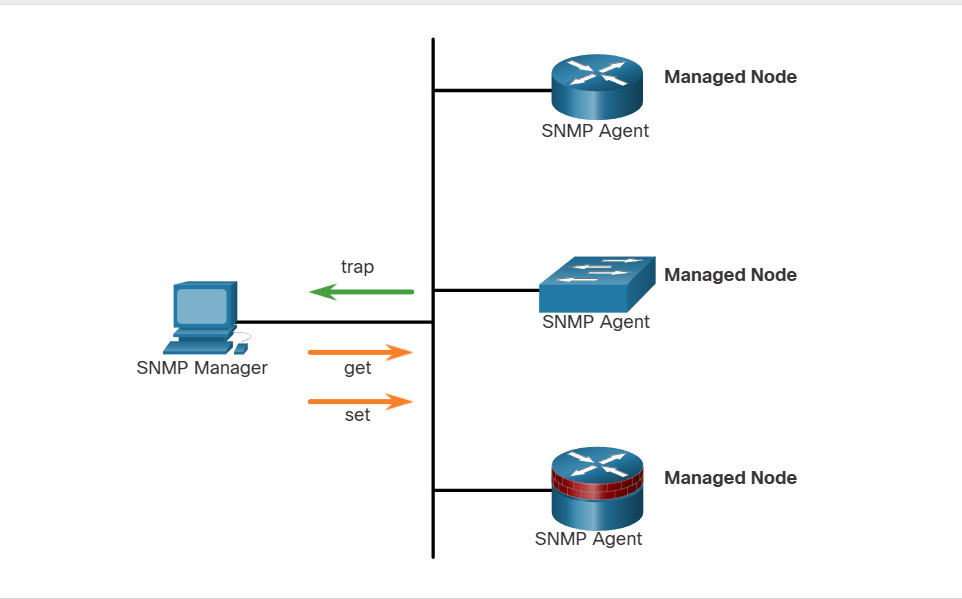 Managed Node
SNMP Agent
trap
Managed Node
SNMP Agent
SNMP Manager
get
set
Managed Node
SNMP Agent